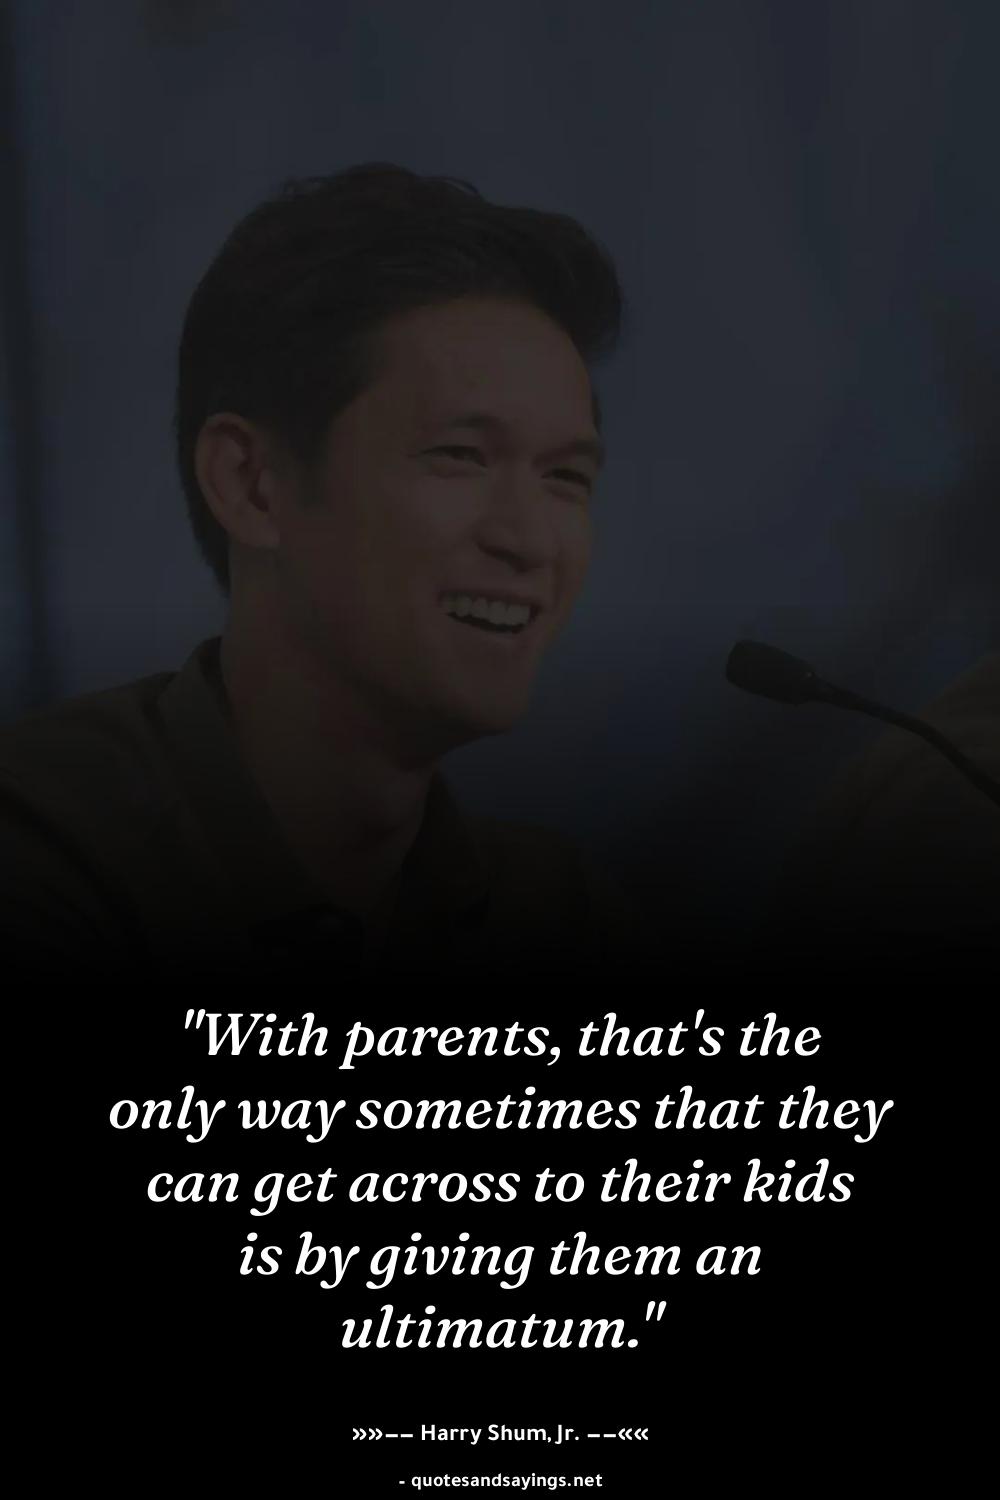 "With parents, that's the
only way sometimes that they
can get across to their kids
is by giving them an
ultimatum."
»»−− Harry Shum, Jr. −−««
- quotesandsayings.net